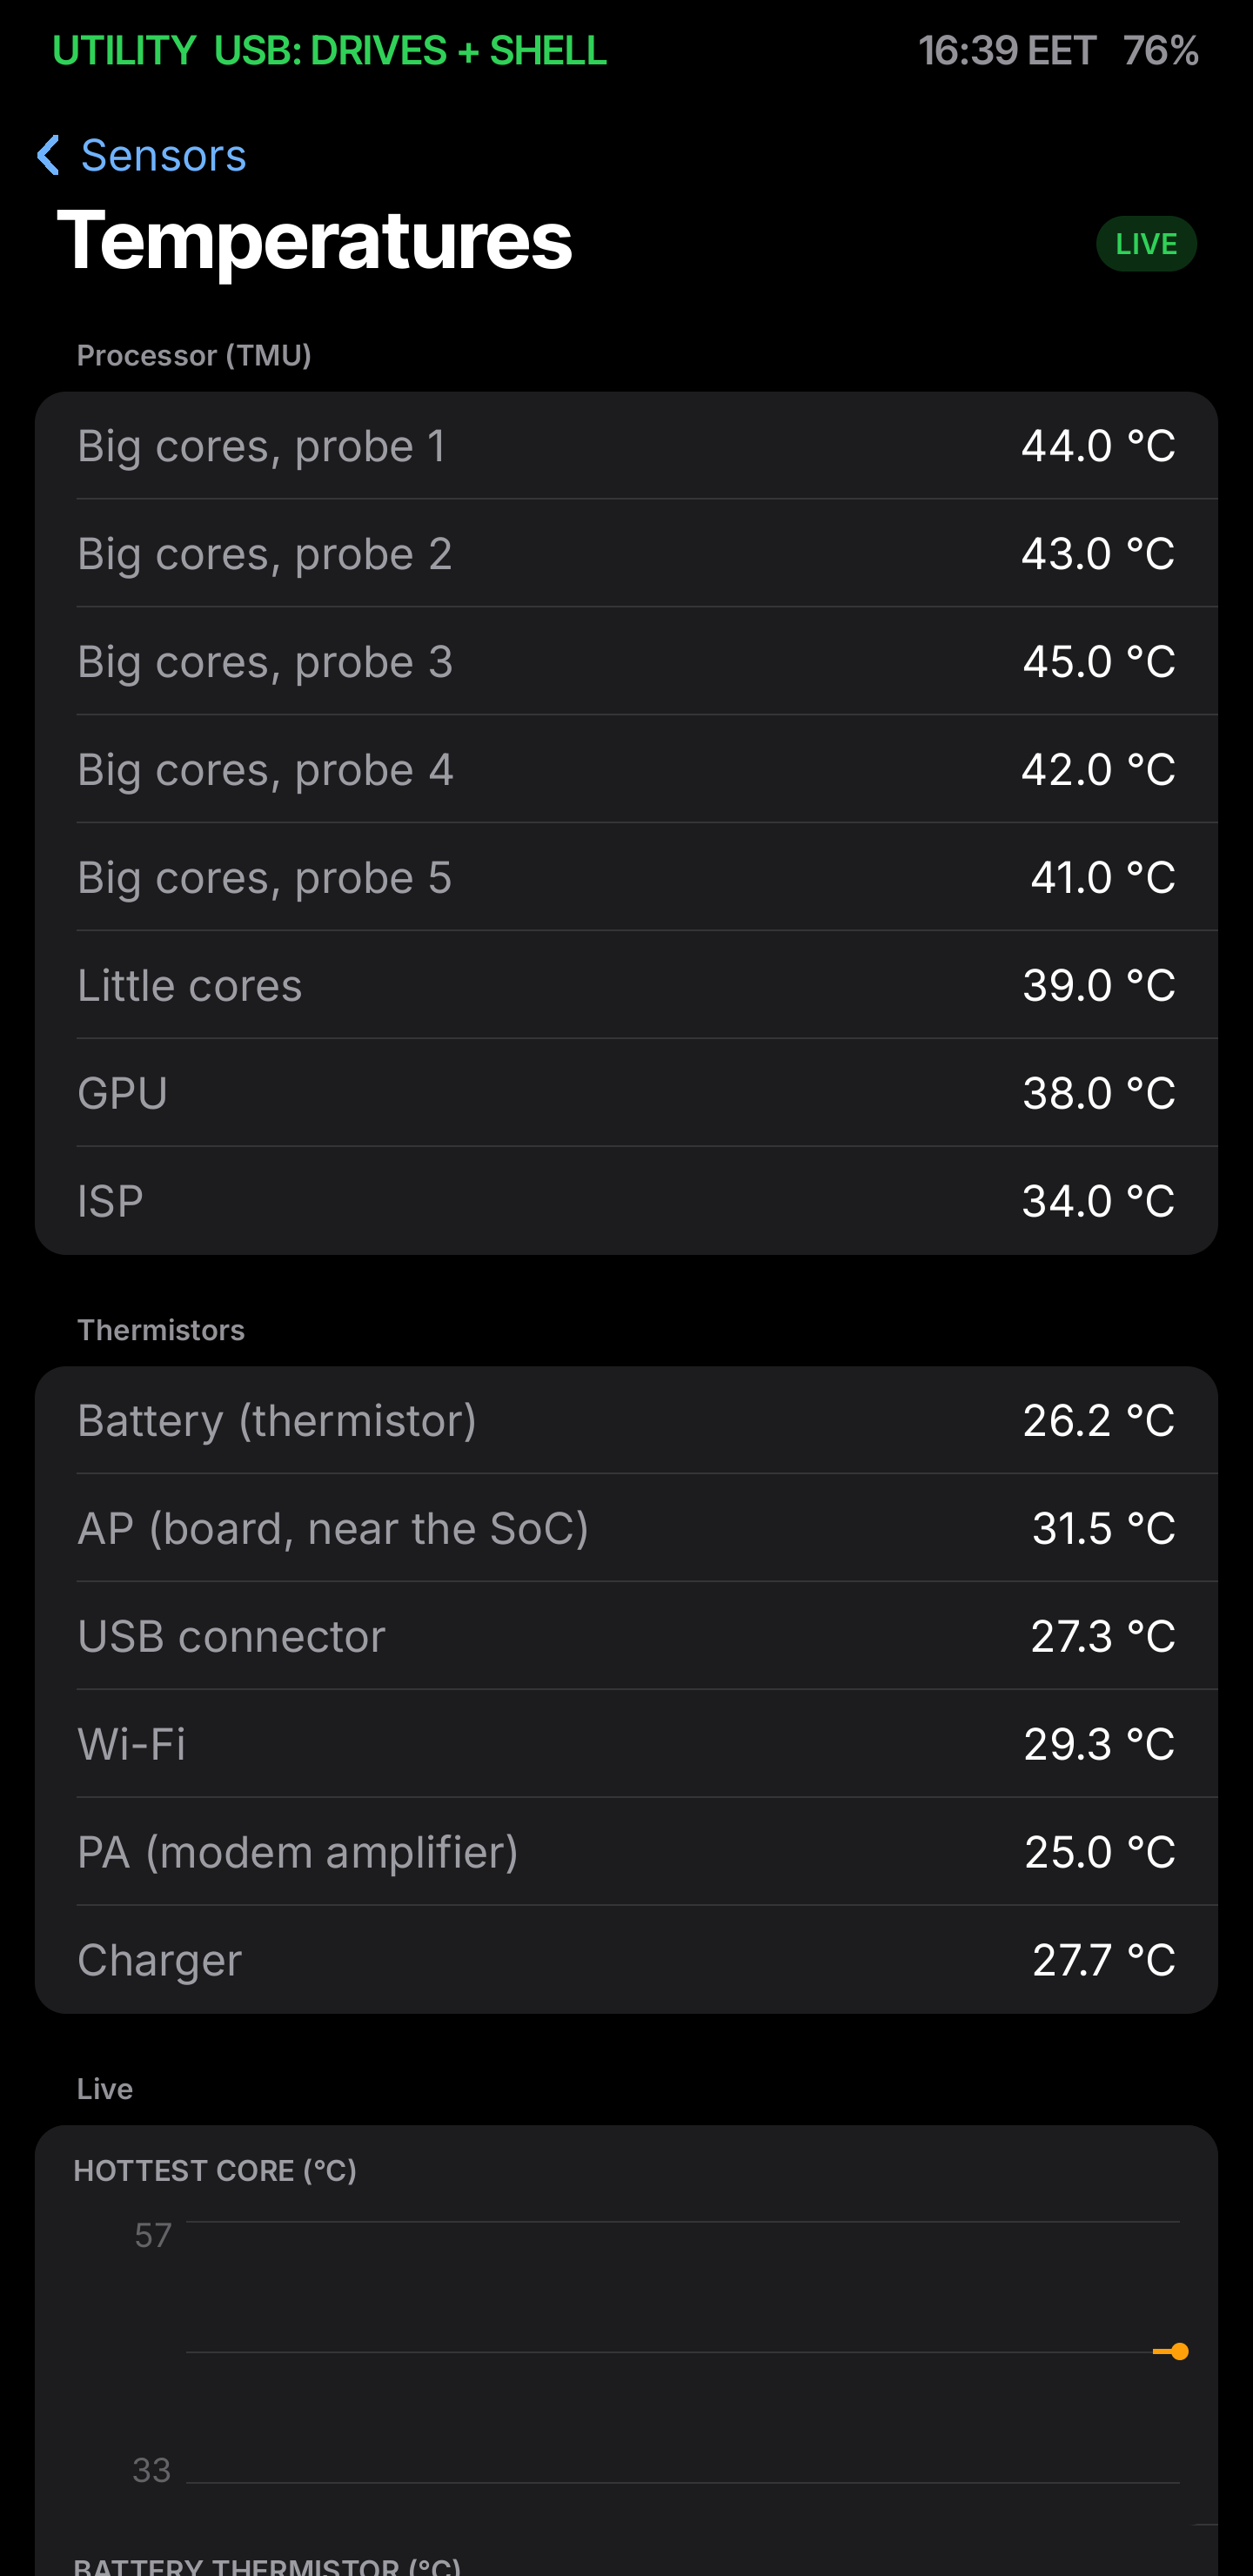 UTILITY USB: DRIVES + SHELL 16:39 EET 76%
Sensors
Temperatures LIVE
Processor (TMU)
Big cores, probe 1 44.0 °C
Big cores, probe 2 43.0 °C
Big cores, probe 3 45.0 °C
Big cores, probe 4 42.0 °C
Big cores, probe 5 41.0 °C
Little cores 39.0 °C
GPU 38.0 °C
ISP 34.0 °C
Thermistors
Battery (thermistor) 26.2 °C
AP (board, near the SoC) 31.5 °C
USB connector 27.3 °C
Wi-Fi 29.3 °C
PA (modem amplifier) 25.0 °C
Charger 27.7 °C
Live
HOTTEST CORE (°C)
57
33
BATTERY THERMISTOR (°C)